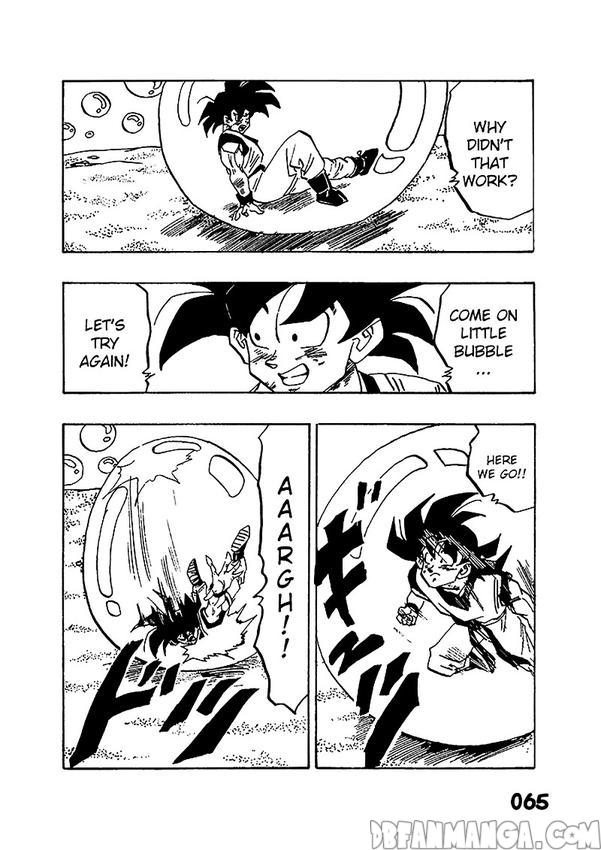 WHY
DIDN'T
THAT
WORK?
COME ON
LITTLE
BUBBLE
...
LET'S
TRY
AGAIN!
HERE
WE GO!!
ギュッ
AAARGH!!
ドッ
065
DBFANMANGA.COM